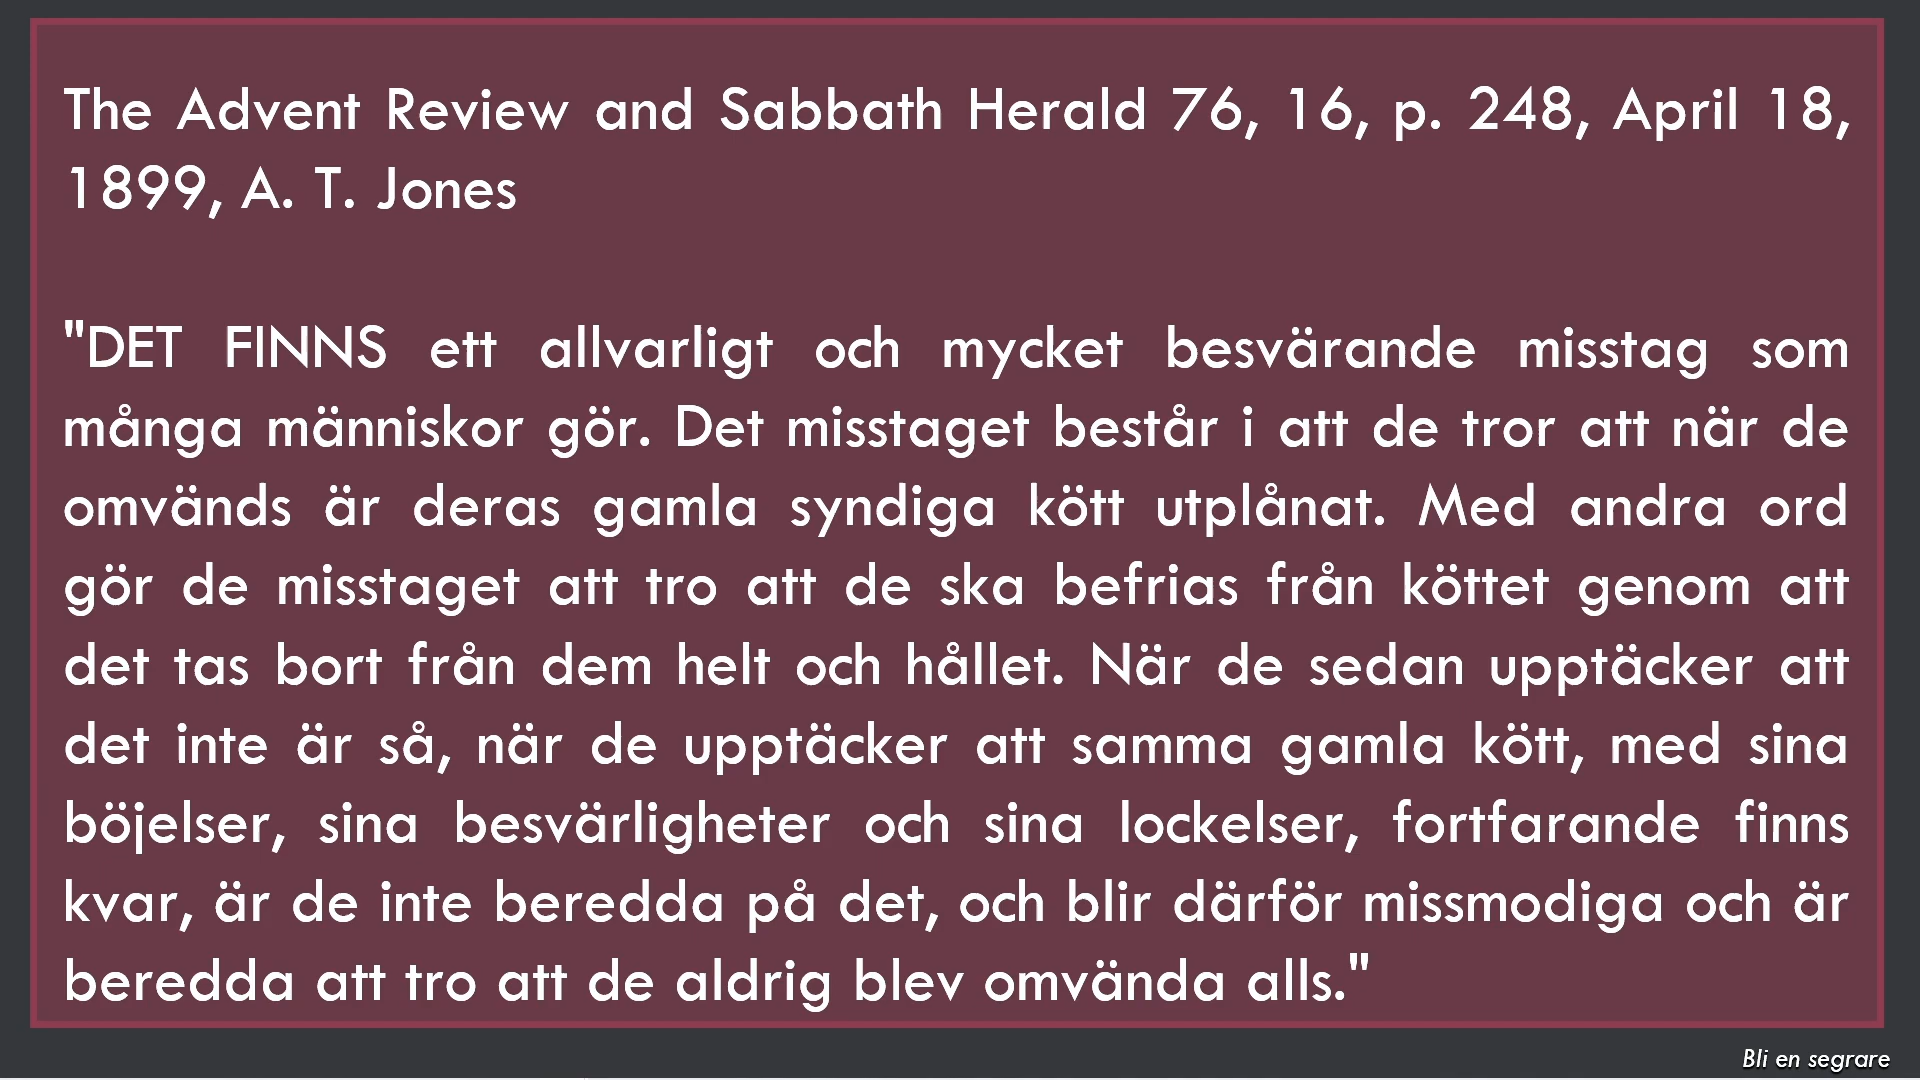 The Advent Review and Sabbath Herald 76, 16, p. 248, April 18,
1899, A. T. Jones
"DET FINNS ett allvarligt och mycket besvärande misstag som
många människor gör. Det misstaget består i att de tror att när de
omvänds är deras gamla syndiga kött utplånat. Med andra ord
gör de misstaget att tro att de ska befrias från köttet genom att
det tas bort från dem helt och hållet. När de sedan upptäcker att
det inte är så, när de upptäcker att samma gamla kött, med sina
böjelser, sina besvärligheter och sina lockelser, fortfarande finns
kvar, är de inte beredda på det, och blir därför missmodiga och är
beredda att tro att de aldrig blev omvända alls."
Bli en segrare